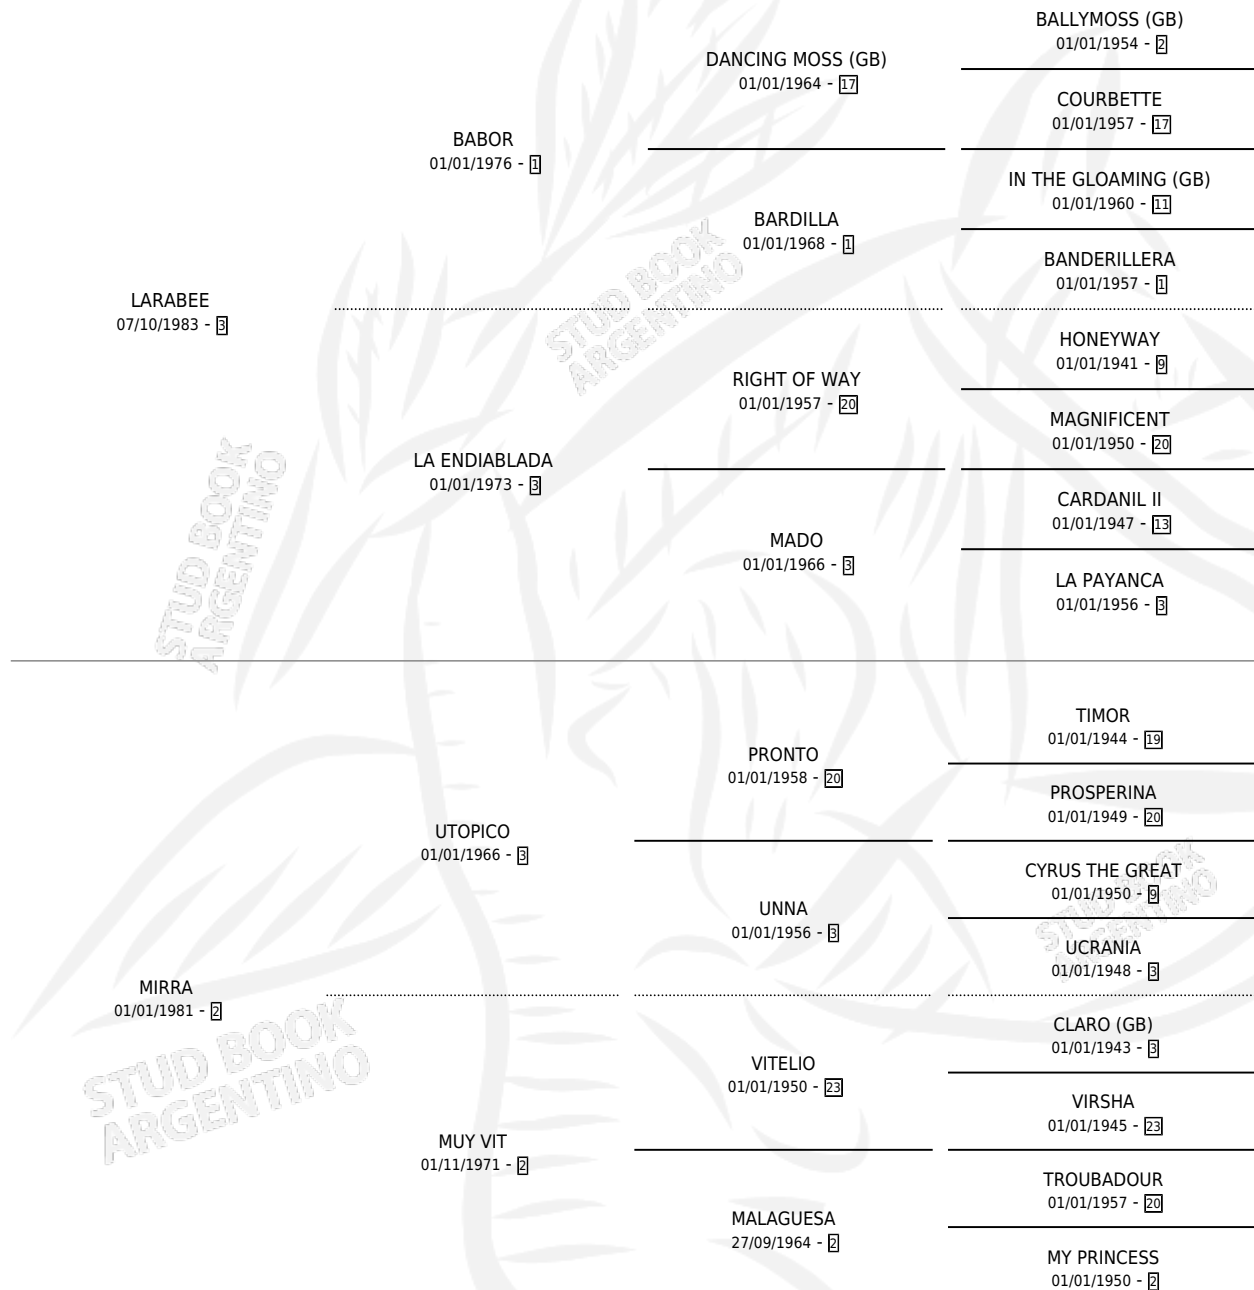 BALLYMOSS (GB)
01/01/1954 - 2
DANCING MOSS (GB)
01/01/1964 - 17
COURBETTE
01/01/1957 - 17
BABOR
01/01/1976 - 1
IN THE GLOAMING (GB)
01/01/1960 - 11
BARDILLA
01/01/1968 - 1
BANDERILLERA
01/01/1957 - 1
LARABEE
07/10/1983 - 3
STUD BOOK
ARGENTINO
HONEYWAY
01/01/1941 - 9
RIGHT OF WAY
01/01/1957 - 20
MAGNIFICENT
01/01/1950 - 20
LA ENDIABLADA
01/01/1973 - 3
CARDANIL II
01/01/1947 - 13
MADO
01/01/1966 - 3
LA PAYANCA
01/01/1956 - 3
STUD BOOK
ARGENTINO
TIMOR
01/01/1944 - 19
PRONTO
01/01/1958 - 20
PROSPERINA
01/01/1949 - 20
UTOPICO
01/01/1966 - 3
CYRUS THE GREAT
01/01/1950 - 9
UNNA
01/01/1956 - 3
UCRANIA
01/01/1948 - 3
STUD BOOK
ARGENTINO
MIRRA
01/01/1981 - 2
CLARO (GB)
01/01/1943 - 3
VITELIO
01/01/1950 - 23
VIRSHA
01/01/1945 - 23
STUD BOOK
ARGENTINO
MUY VIT
01/11/1971 - 2
TROUBADOUR
01/01/1957 - 20
MALAGUESA
27/09/1964 - 2
MY PRINCESS
01/01/1950 - 2